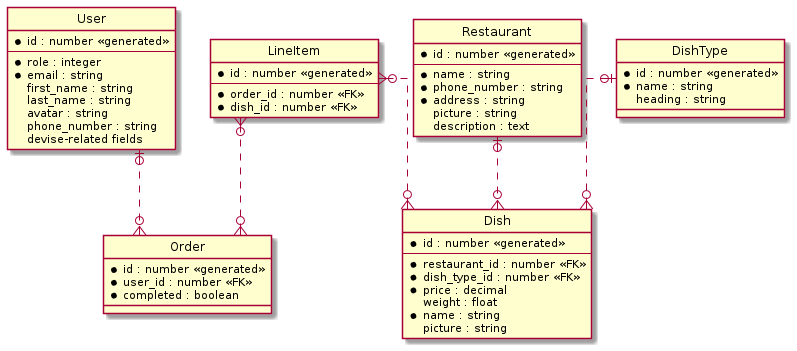 User
id : number «generated»
role : integer
email : string
first_name : string
last_name : string
avatar : string
phone_number : string
devise-related fields
LineItem
id : number «generated»
order_id : number «FK»
dish_id : number «FK»
Restaurant
id : number «generated»
name : string
phone_number : string
address : string
picture : string
description : text
DishType
id : number «generated»
name : string
heading : string
Order
id : number «generated»
user_id : number «FK»
completed : boolean
Dish
id : number «generated»
restaurant_id : number «FK»
dish_type_id : number «FK»
price : decimal
weight : float
name : string
picture : string